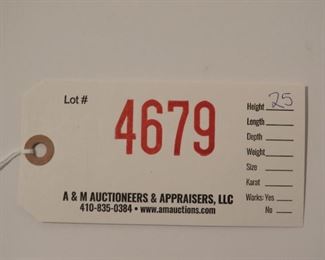 Lot #
4679
Height 25
Length
Depth
Weight
Size
Karat
Works: Yes
No
A & M AUCTIONEERS & APPRAISERS, LLC
410-835-0384 • www.amauctions.com